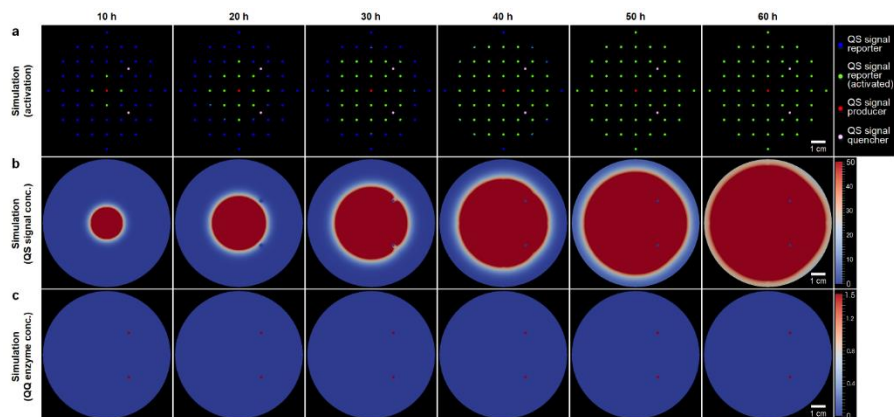 10 h 20 h 30 h 40 h 50 h 60 h
a
Simulation
(activation)
QS signal
reporter
QS signal
reporter
(activated)
QS signal
producer
QS signal
quencher
1 cm
b
Simulation
(QS signal conc.)
50
40
30
20
10
0
1 cm
c
Simulation
(QQ enzyme conc.)
1.6
1.2
0.8
0.4
0
1 cm